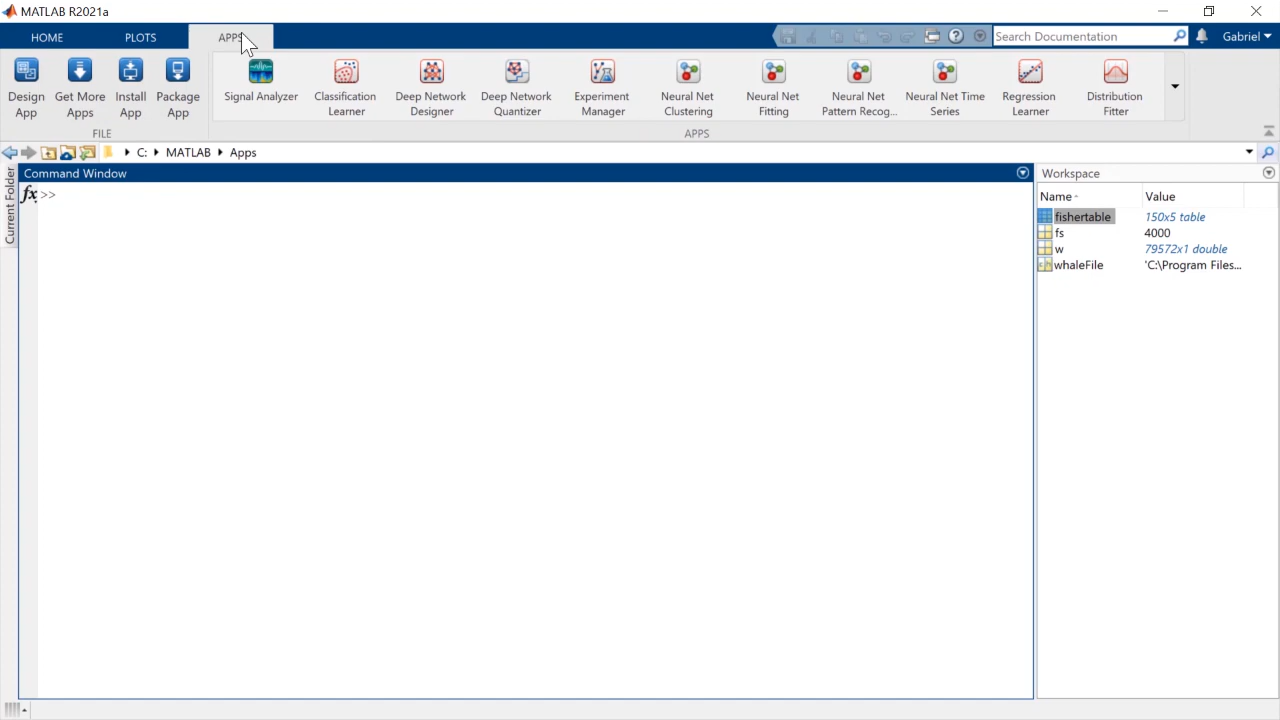 MATLAB R2021a
HOME PLOTS APPS Search Documentation Gabriel
Design App
Get More Apps
Install App
Package App
Signal Analyzer
Classification Learner
Deep Network Designer
Deep Network Quantizer
Experiment Manager
Neural Net Clustering
Neural Net Fitting
Neural Net Pattern Recog...
Neural Net Time Series
Regression Learner
Distribution Fitter
FILE APPS
C: MATLAB Apps
Current Folder
Command Window
fx >>
Workspace
Name Value
fishertable 150x5 table
fs 4000
w 79572x1 double
whaleFile 'C:\Program Files...